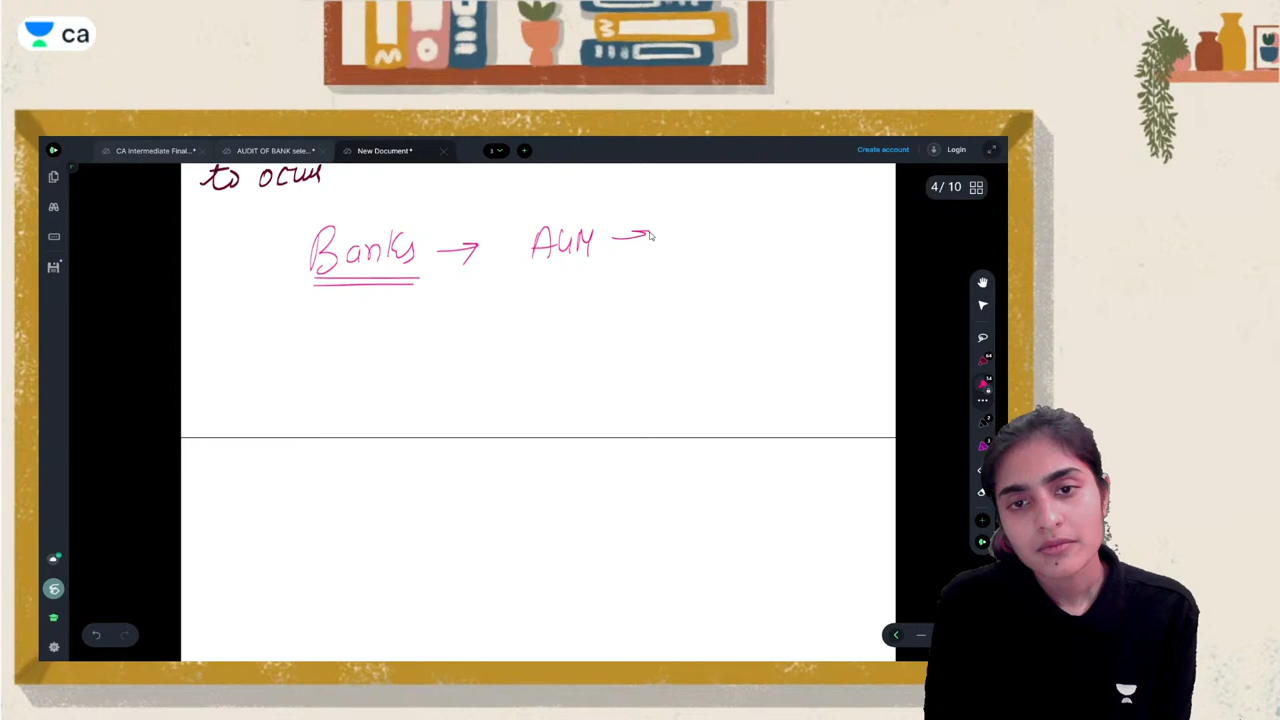 ca
CA Intermediate Final...*
AUDIT OF BANK sele...*
New Document*
Create account
Login
4 / 10
to occur
Banks → AUM →